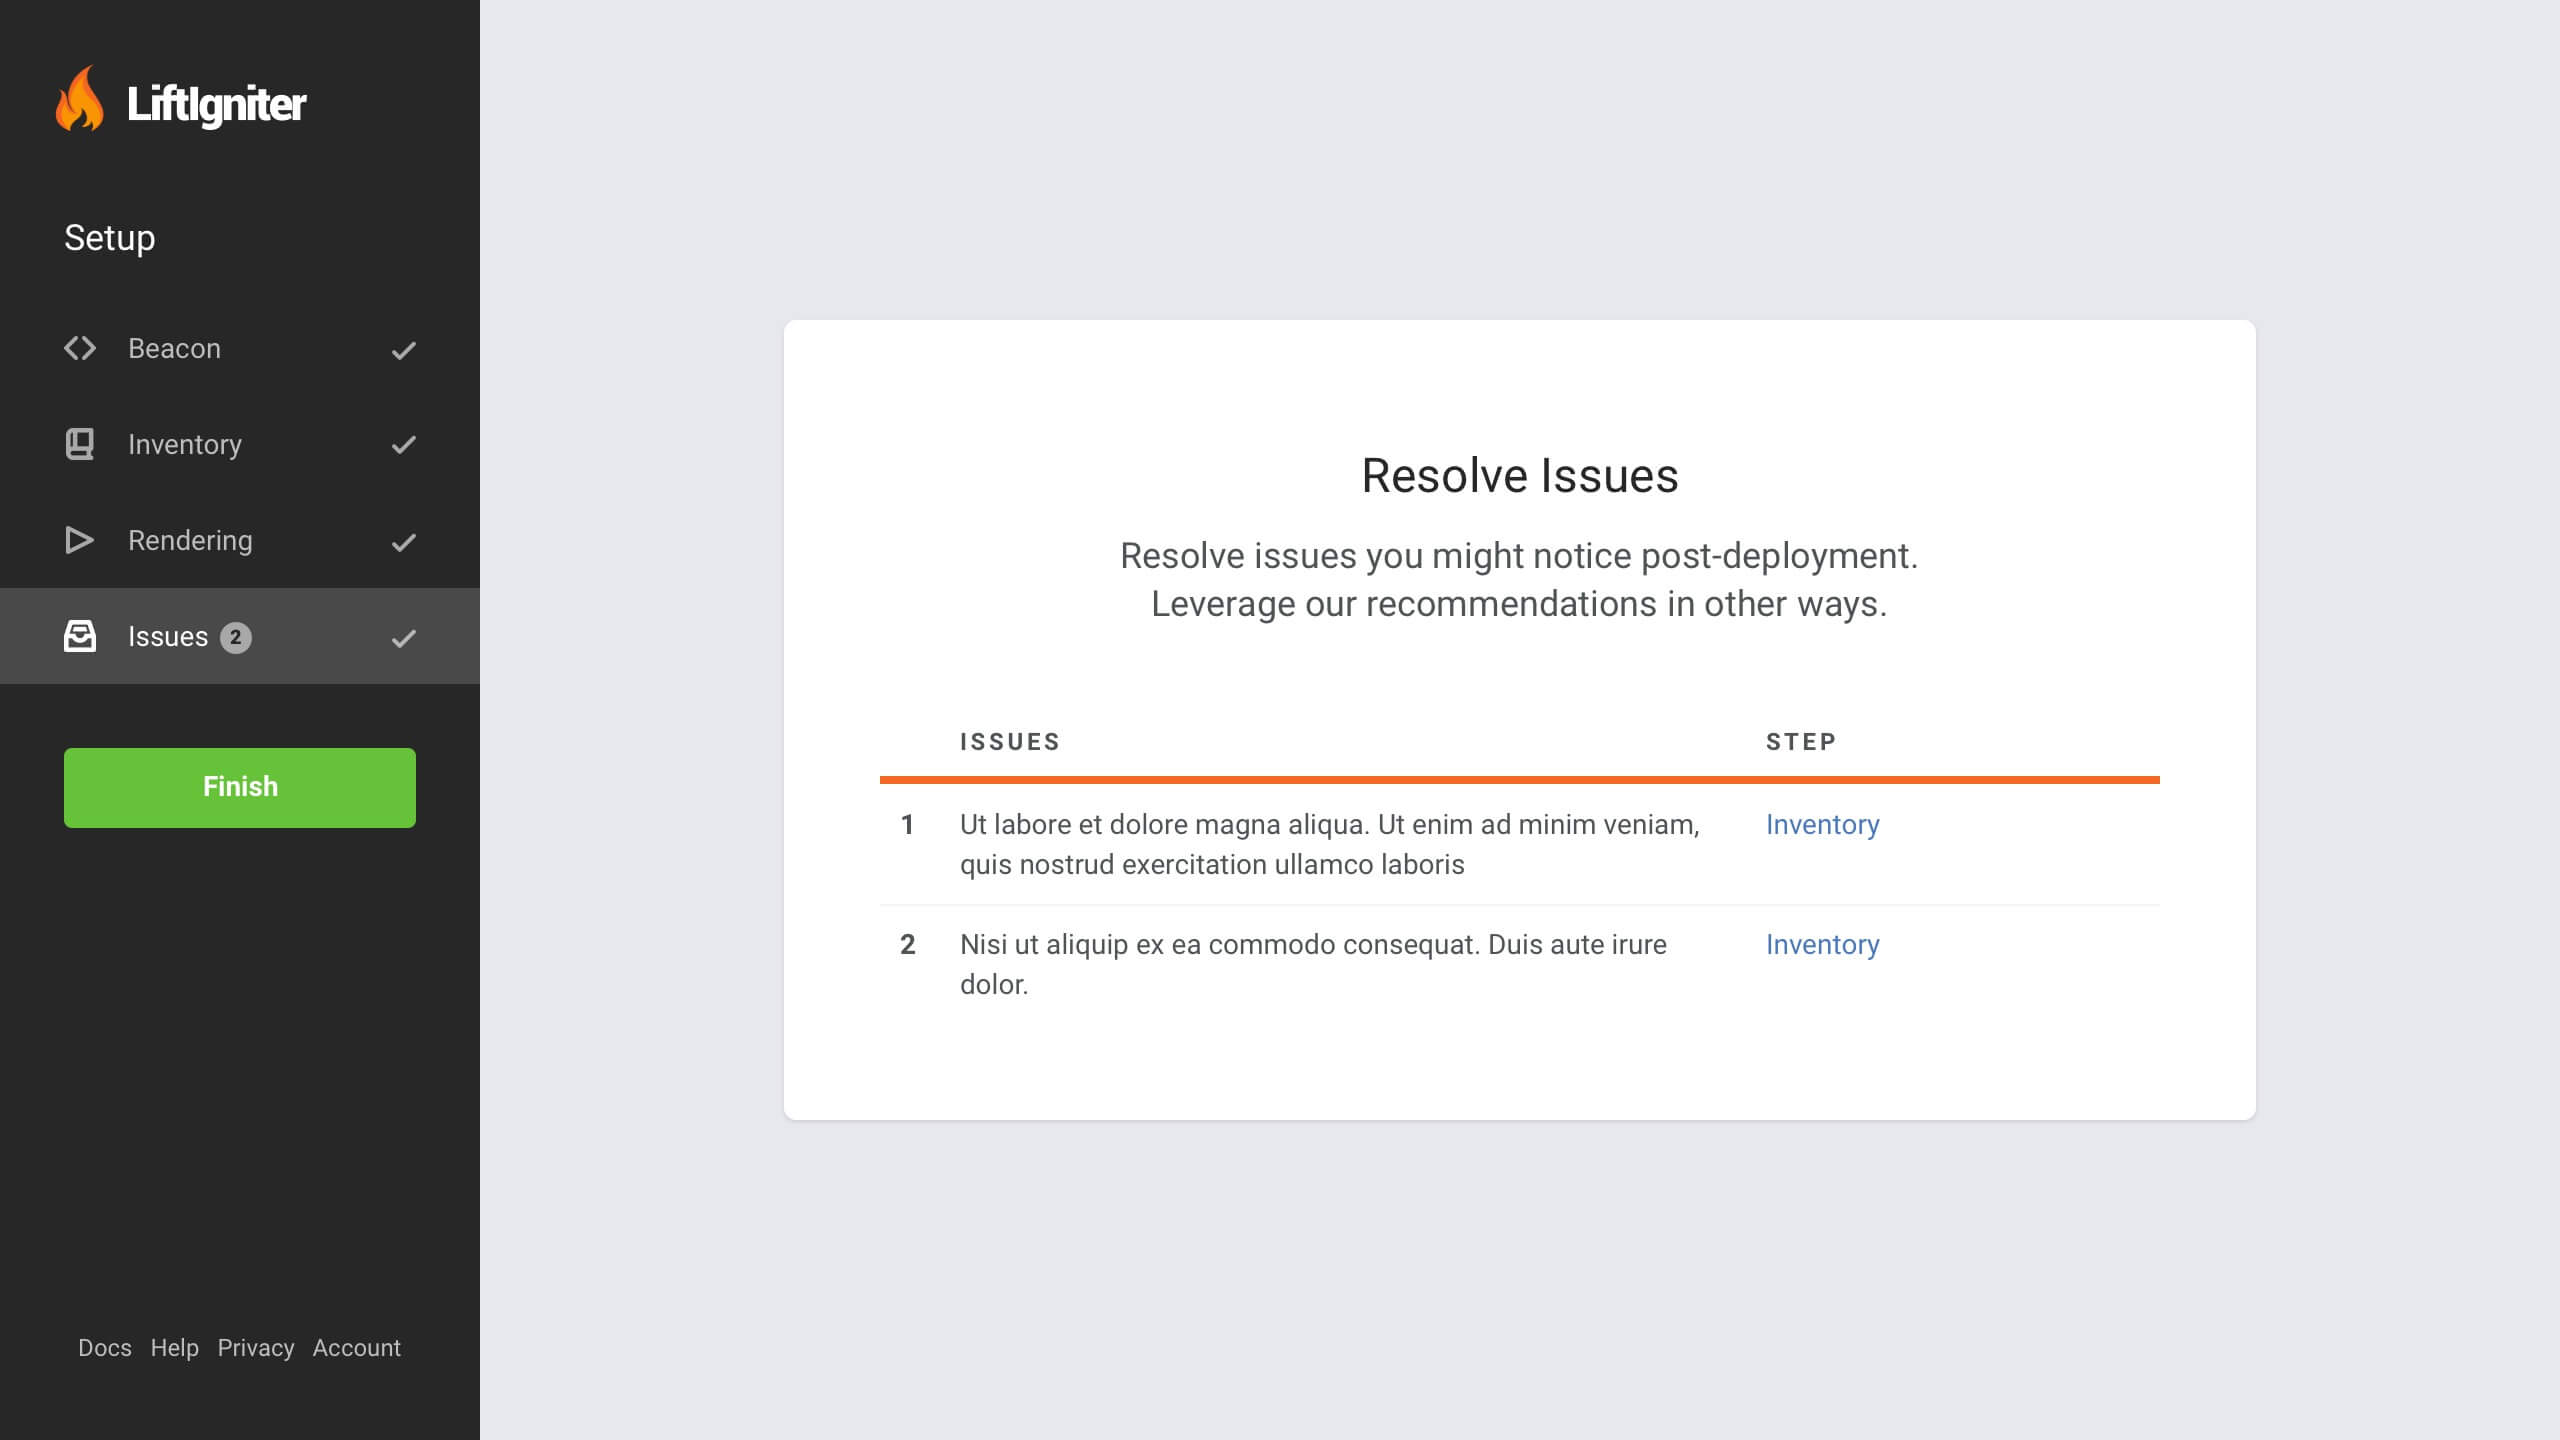 LiftIgniter
Setup
Beacon
Inventory
Rendering
Issues 2
Finish
Docs Help Privacy Account
Resolve Issues
Resolve issues you might notice post-deployment.
Leverage our recommendations in other ways.
ISSUES STEP
1 Ut labore et dolore magna aliqua. Ut enim ad minim veniam, Inventory
quis nostrud exercitation ullamco laboris
2 Nisi ut aliquip ex ea commodo consequat. Duis aute irure Inventory
dolor.